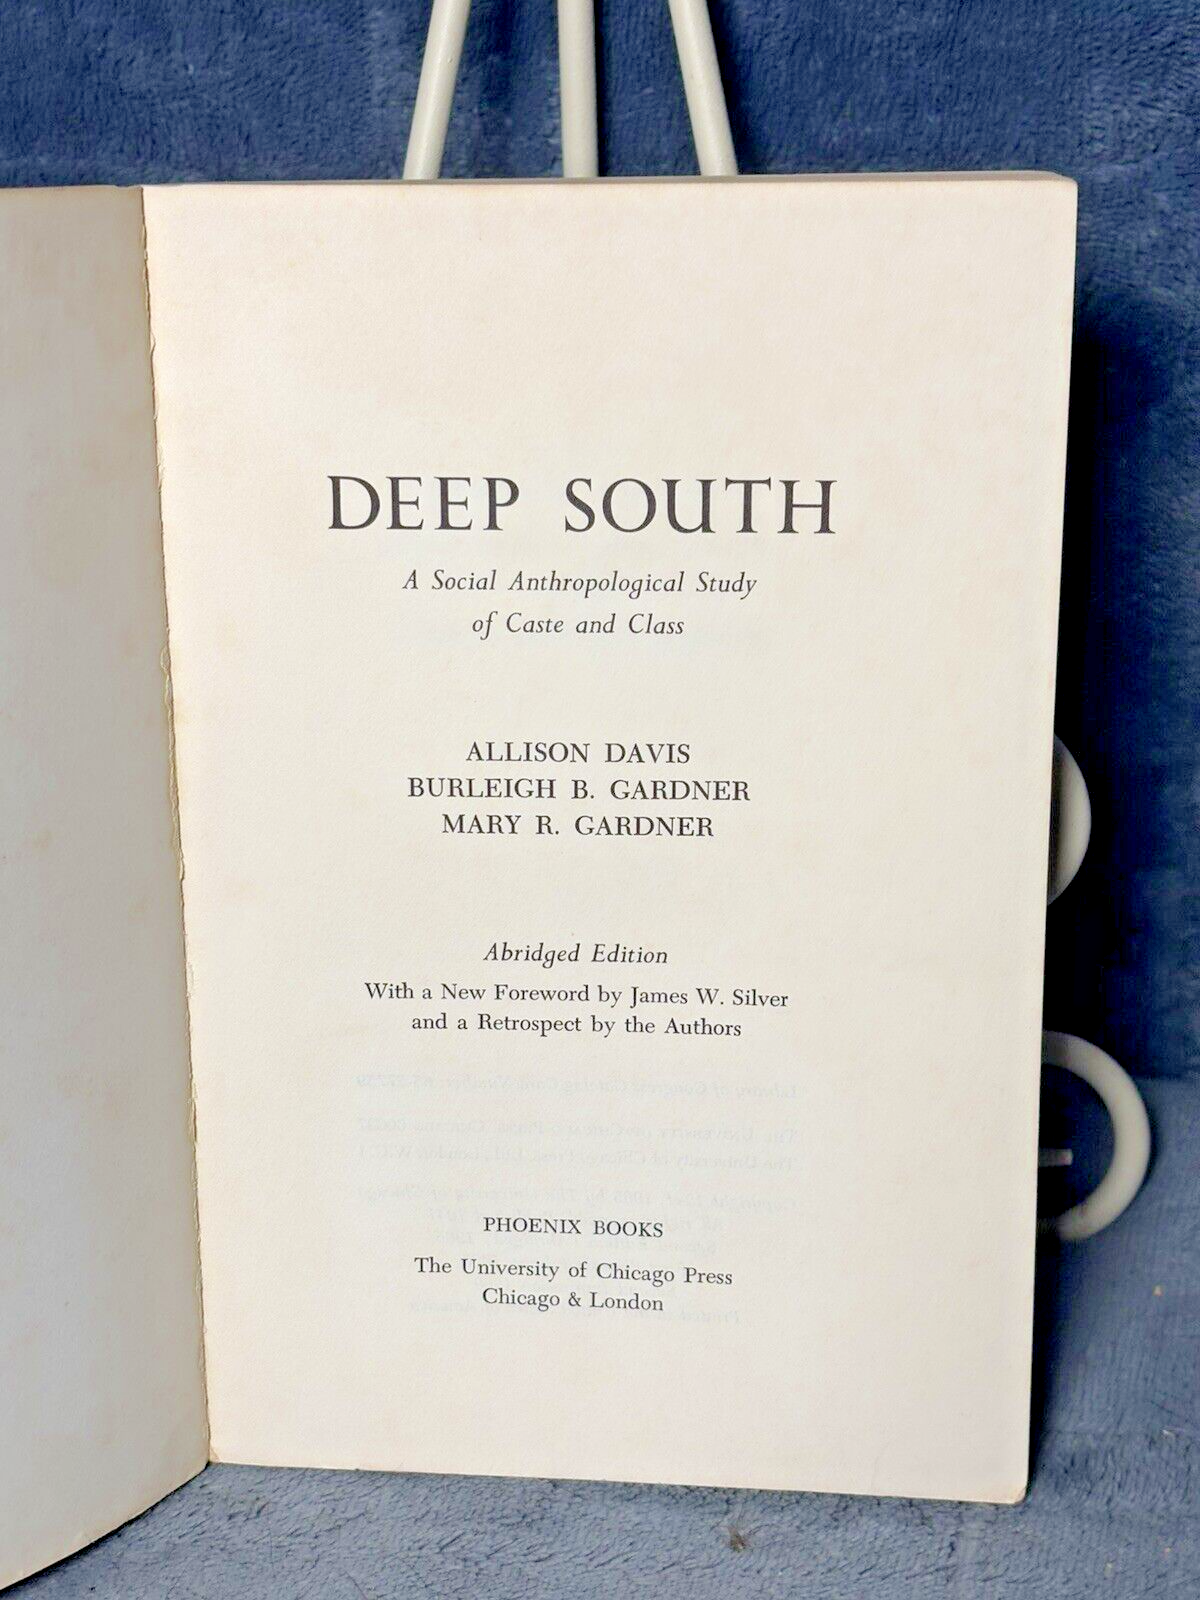 DEEP SOUTH
A Social Anthropological Study
of Caste and Class
ALLISON DAVIS
BURLEIGH B. GARDNER
MARY R. GARDNER
Abridged Edition
With a New Foreword by James W. Silver
and a Retrospect by the Authors
PHOENIX BOOKS
The University of Chicago Press
Chicago & London